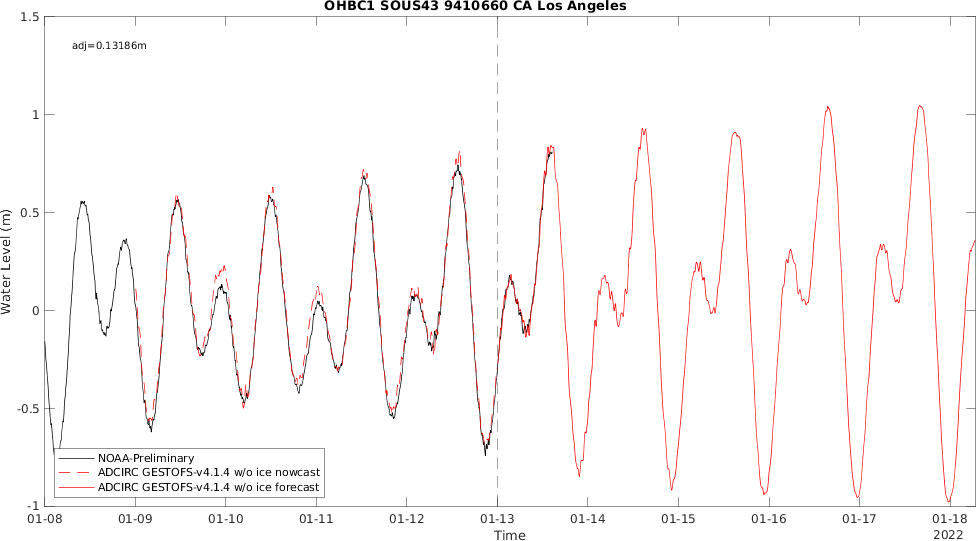 OHBC1 SOUS43 9410660 CA Los Angeles
1.5
adj=0.13186m
1
0.5
Water Level (m)
0
-0.5
NOAA-Preliminary
ADCIRC GESTOFS-v4.1.4 w/o ice nowcast
ADCIRC GESTOFS-v4.1.4 w/o ice forecast
-1
01-08 01-09 01-10 01-11 01-12 01-13 01-14 01-15 01-16 01-17 01-18
Time 2022